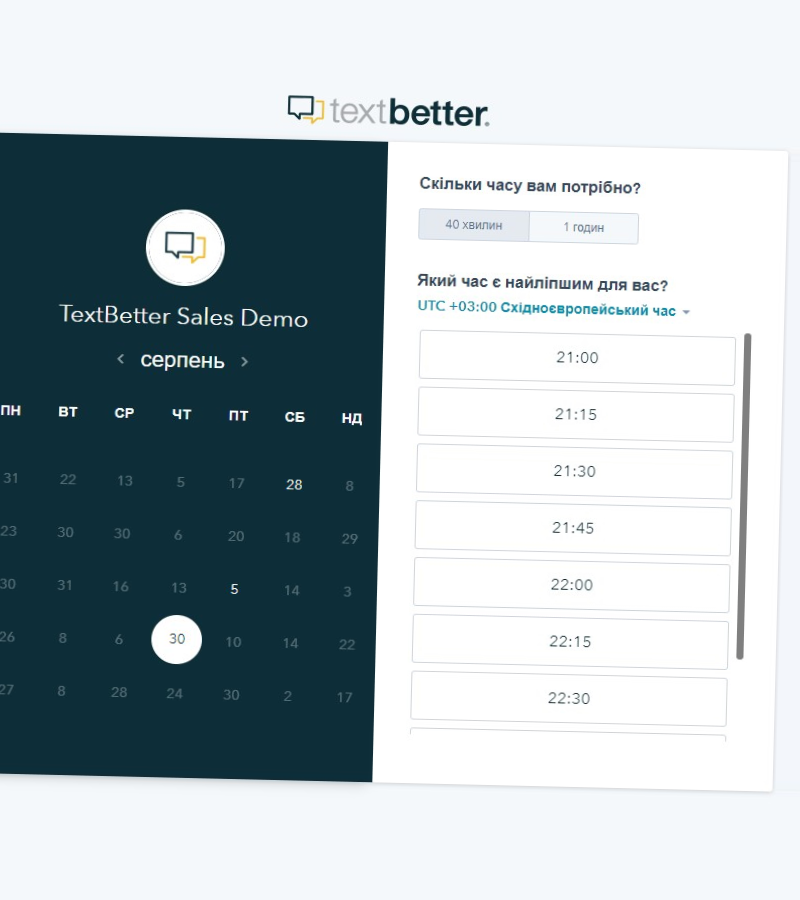 textbetter.
TextBetter Sales Demo
серпень
ПН ВТ СР ЧТ ПТ СБ НД
31 22 13 5 17 28 8
23 30 30 6 20 18 29
30 31 16 13 5 14 3
26 8 6 30 10 14 22
27 8 28 24 30 2 17
Скільки часу вам потрібно?
40 хвилин 1 годин
Який час є найліпшим для вас?
UTC +03:00 Східноєвропейський час
21:00
21:15
21:30
21:45
22:00
22:15
22:30